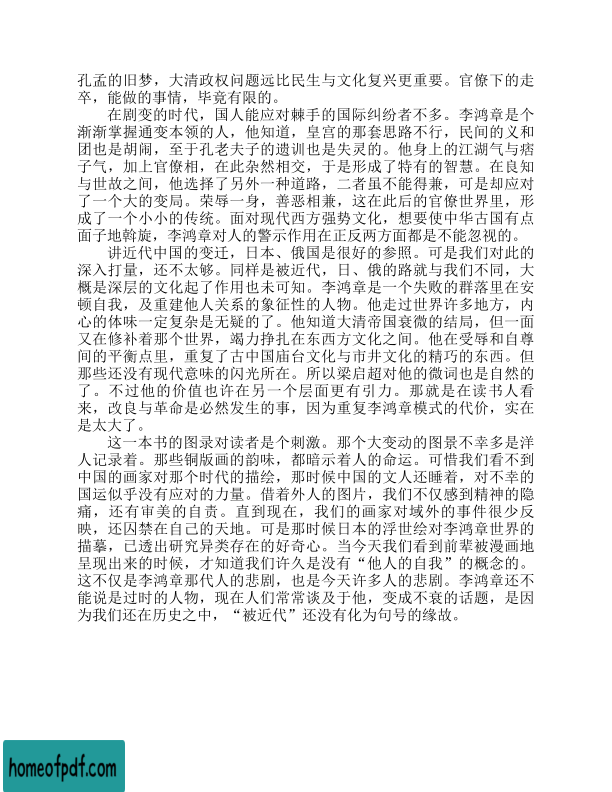 孔孟的旧梦，大清政权问题远比民生与文化复兴更重要。官僚下的走
卒，能做的事情，毕竟有限的。
在剧变的时代，国人能应对棘手的国际纠纷者不多。李鸿章是个
渐渐掌握通变本领的人，他知道，皇宫的那套思路不行，民间的义和
团也是胡闹，至于孔老夫子的遗训也是失灵的。他身上的江湖气与痞
子气，加上官僚相，在此杂然相交，于是形成了特有的智慧。在良知
与世故之间，他选择了另外一种道路，二者虽不能得兼，可是却应对
了一个大的变局。荣辱一身，善恶相兼，这在此后的官僚世界里，形
成了一个小小的传统。面对现代西方强势文化，想要使中华古国有点
面子地斡旋，李鸿章对人的警示作用在正反两方面都是不能忽视的。
讲近代中国的变迁，日本、俄国是很好的参照。可是我们对此的
深入打量，还不太够。同样是被近代，日、俄的路就与我们不同，大
概是深层的文化起了作用也未可知。李鸿章是一个失败的群落里在安
顿自我，及重建他人关系的象征性的人物。他走过世界许多地方，内
心的体味一定复杂是无疑的了。他知道大清帝国衰微的结局，但一面
又在修补着那个世界，竭力挣扎在东西方文化之间。他在受辱和自尊
间的平衡点里，重复了古中国庙台文化与市井文化的精巧的东西。但
那些还没有现代意味的闪光所在。所以梁启超对他的微词也是自然的
了。不过他的价值也许在另一个层面更有引力。那就是在读书人看
来，改良与革命是必然发生的事，因为重复李鸿章模式的代价，实在
是太大了。
这一本书的图录对读者是个刺激。那个大变动的图景不幸多是洋
人记录着。那些铜版画的韵味，都暗示着人的命运。可惜我们看不到
中国的画家对那个时代的描绘，那时候中国的文人还睡着，对不幸的
国运似乎没有应对的力量。借着外人的图片，我们不仅感到精神的隐
痛，还有审美的自责。直到现在，我们的画家对域外的事件很少反
映，还囚禁在自己的天地。可是那时候日本的浮世绘对李鸿章世界的
描摹，已透出研究异类存在的好奇心。当今天我们看到前辈被漫画地
呈现出来的时候，才知道我们许久是没有“他人的自我”的概念的。
这不仅是李鸿章那代人的悲剧，也是今天许多人的悲剧。李鸿章还不
能说是过时的人物，现在人们常常谈及于他，变成不衰的话题，是因
为我们还在历史之中，“被近代”还没有化为句号的缘故。
homeofpdf.com